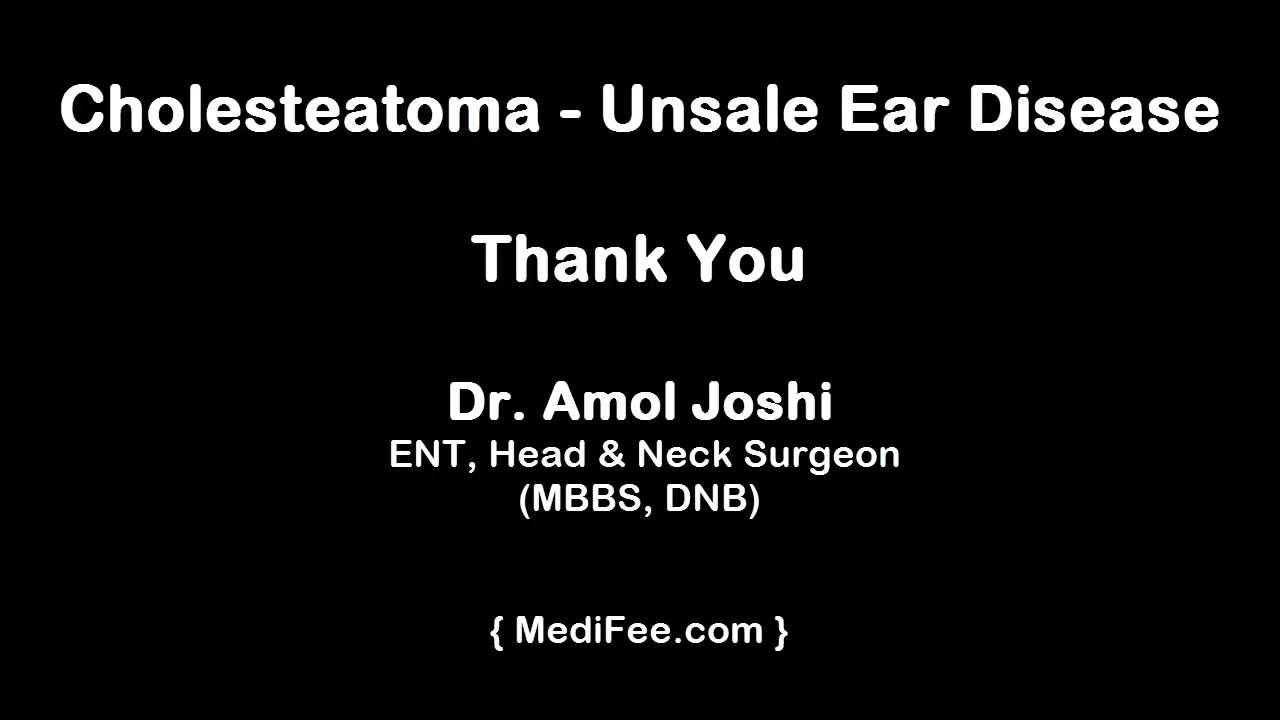 Cholesteatoma - Unsale Ear Disease
Thank You
Dr. Amol Joshi
ENT, Head & Neck Surgeon
(MBBS, DNB)
{ MediFee.com }